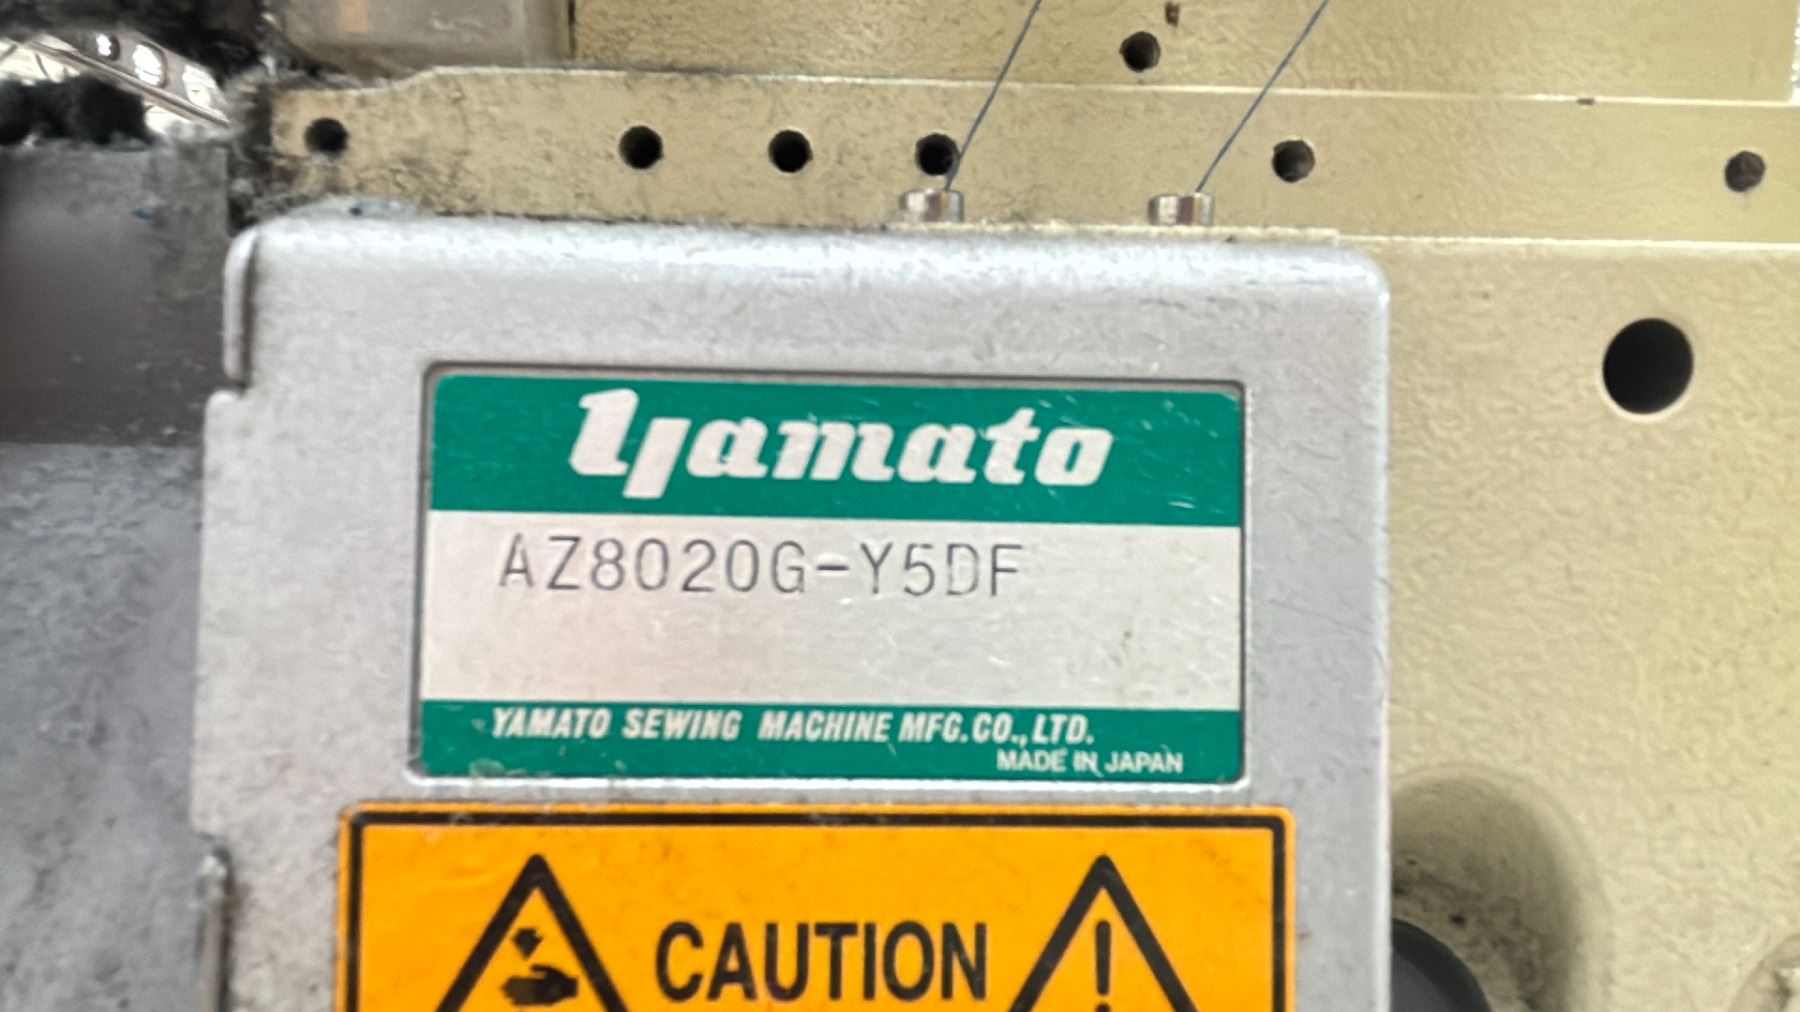 Yamato
AZ8020G-Y5DF
YAMATO SEWING MACHINE MFG.CO.,LTD.
MADE IN JAPAN
CAUTION